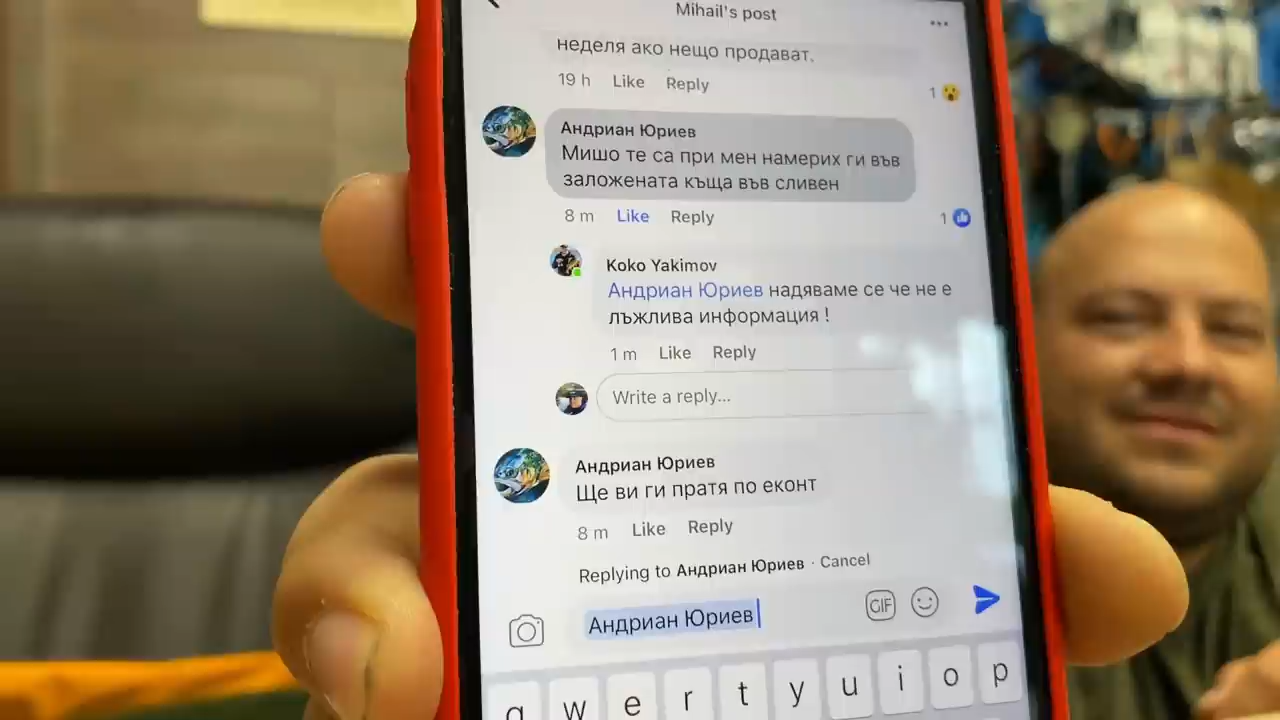 Mihail's post
неделя ако нещо продават.
19 h Like Reply
1
Андриан Юриев
Мишо те са при мен намерих ги във
заложената къща във сливен
8 m Like Reply
1
Koko Yakimov
Андриан Юриев надяваме се че не е
лъжлива информация !
1 m Like Reply
Write a reply...
Андриан Юриев
Ще ви ги пратя по еконт
8 m Like Reply
Replying to Андриан Юриев · Cancel
Андриан Юриев
GIF
q w e r t y u i o p